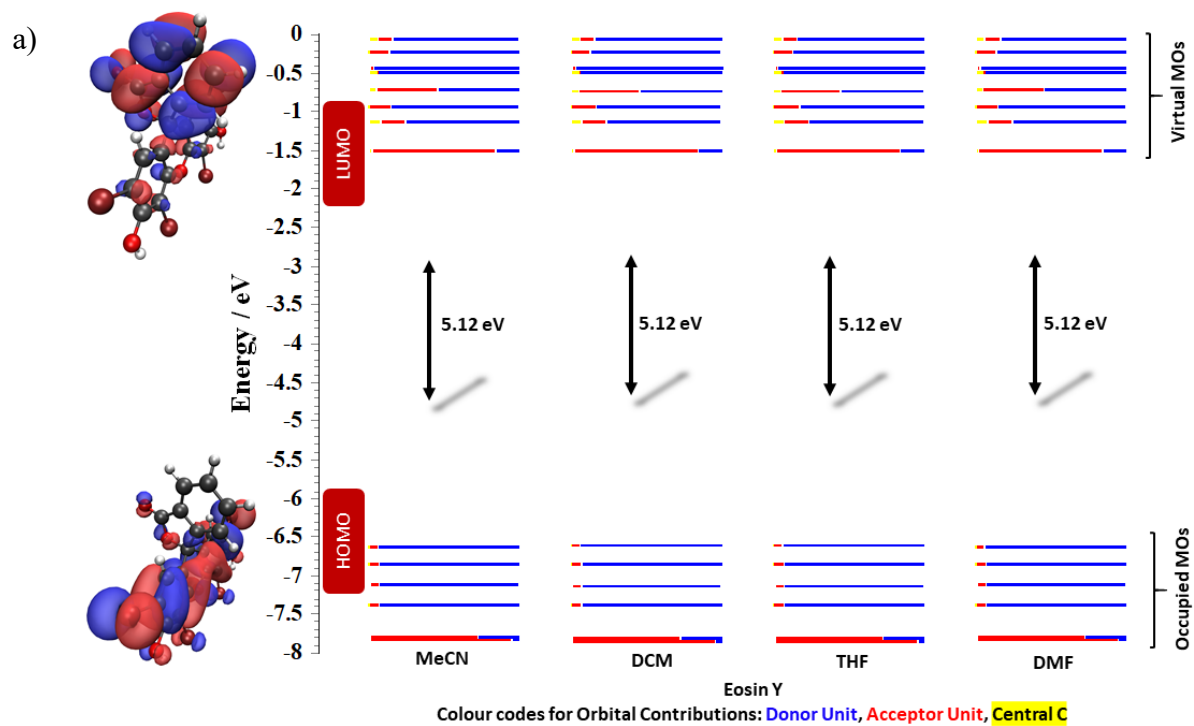 a)
Energy / eV
0
-0.5
-1
-1.5
-2
-2.5
-3
-3.5
-4
-4.5
-5
-5.5
-6
-6.5
-7
-7.5
-8
LUMO
HOMO
5.12 eV
5.12 eV
5.12 eV
5.12 eV
Virtual MOs
Occupied MOs
MeCN
DCM
THF
DMF
Eosin Y
Colour codes for Orbital Contributions: Donor Unit, Acceptor Unit, Central C